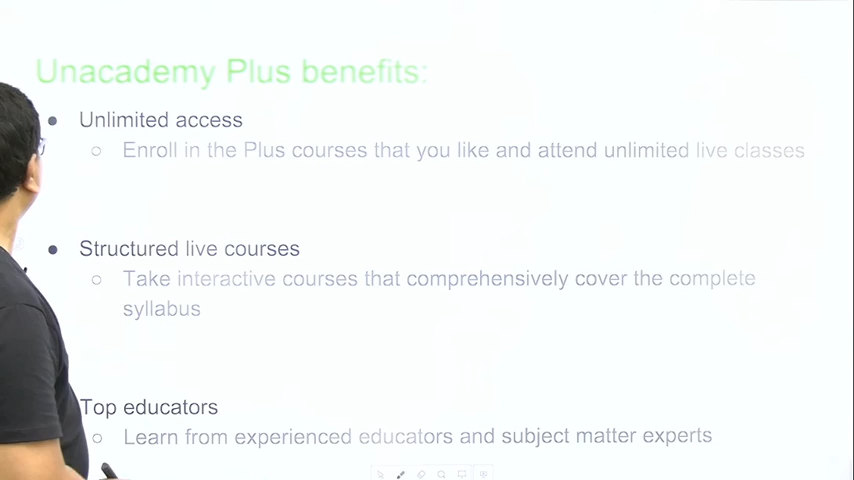 Unacademy Plus benefits:
Unlimited access
Enroll in the Plus courses that you like and attend unlimited live classes
Structured live courses
Take interactive courses that comprehensively cover the complete
syllabus
Top educators
Learn from experienced educators and subject matter experts